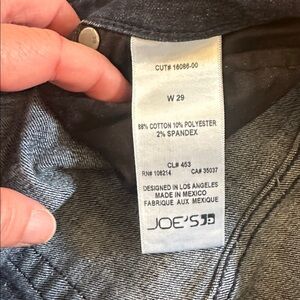 CUT# 16086-00
W 29
88% COTTON 10% POLYESTER
2% SPANDEX
CL# 453
RN# 108214 CA# 35037
DESIGNED IN LOS ANGELES
MADE IN MEXICO
FABRIQUE AUX MEXIQUE
JOE'S